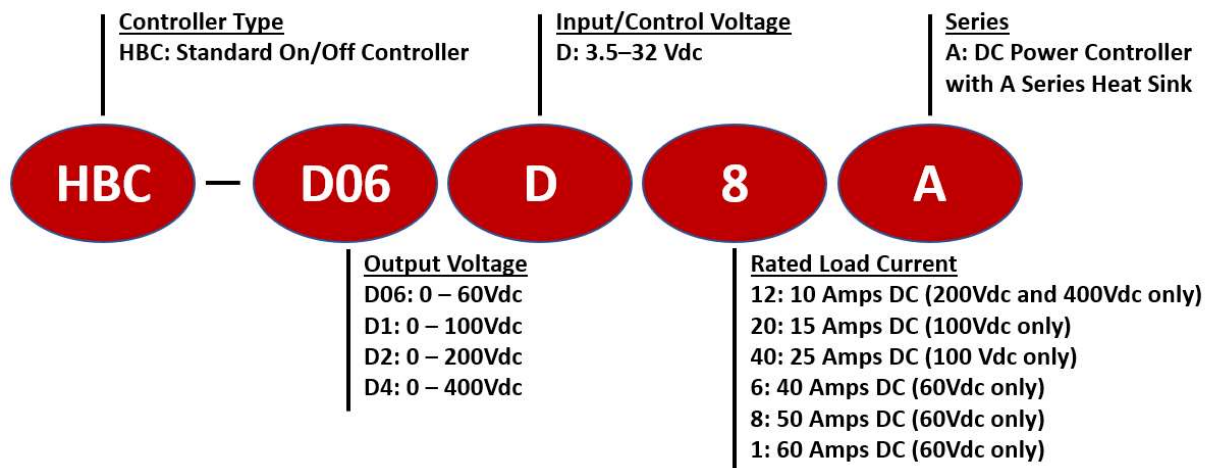 Controller Type
HBC: Standard On/Off Controller
Input/Control Voltage
D: 3.5–32 Vdc
Series
A: DC Power Controller
with A Series Heat Sink
HBC – D06 D 8 A
Output Voltage
D06: 0 – 60Vdc
D1: 0 – 100Vdc
D2: 0 – 200Vdc
D4: 0 – 400Vdc
Rated Load Current
12: 10 Amps DC (200Vdc and 400Vdc only)
20: 15 Amps DC (100Vdc only)
40: 25 Amps DC (100 Vdc only)
6: 40 Amps DC (60Vdc only)
8: 50 Amps DC (60Vdc only)
1: 60 Amps DC (60Vdc only)